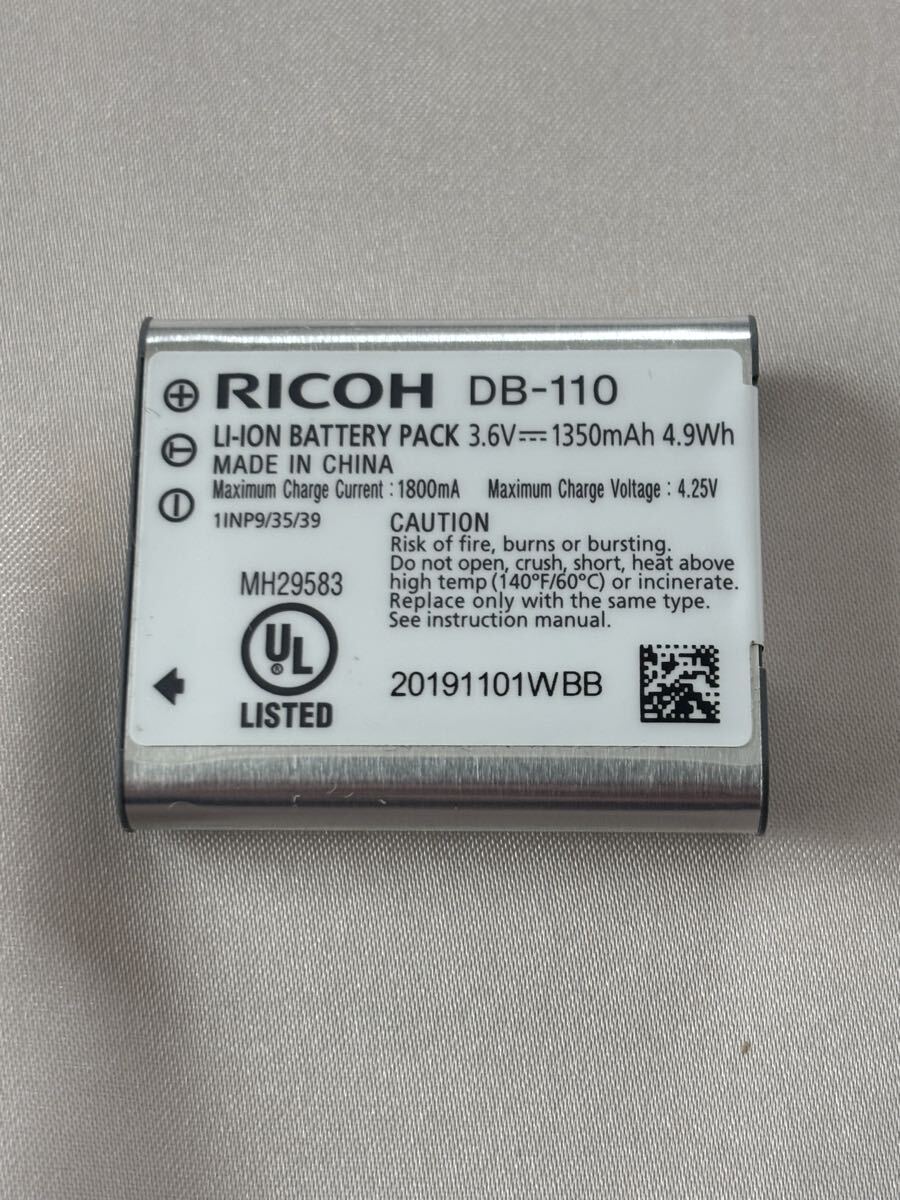 RICOH DB-110
LI-ION BATTERY PACK 3.6V⎓1350mAh 4.9Wh
MADE IN CHINA
Maximum Charge Current : 1800mA Maximum Charge Voltage : 4.25V
1INP9/35/39
CAUTION
Risk of fire, burns or bursting.
Do not open, crush, short, heat above
high temp (140°F/60°C) or incinerate.
Replace only with the same type.
See instruction manual.
MH29583
UL®
LISTED
20191101WBB